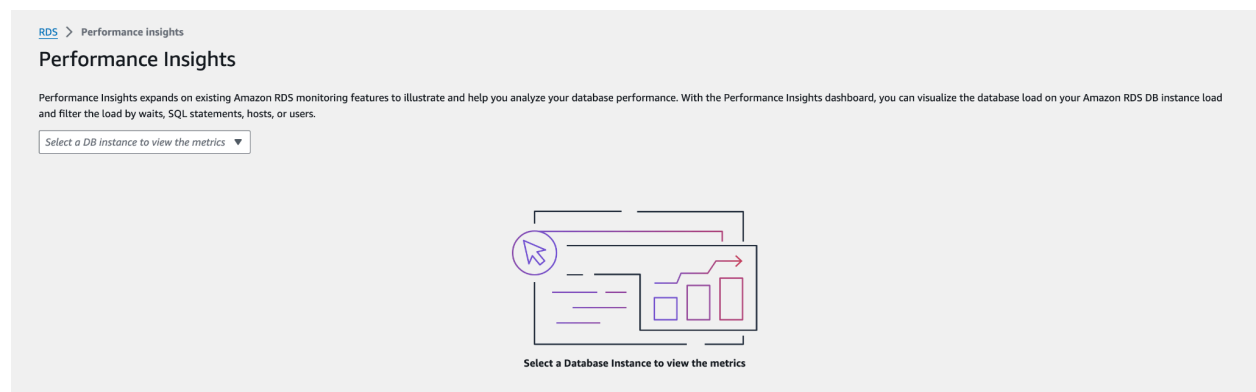 RDS > Performance insights
Performance Insights
Performance Insights expands on existing Amazon RDS monitoring features to illustrate and help you analyze your database performance. With the Performance Insights dashboard, you can visualize the database load on your Amazon RDS DB instance load
and filter the load by waits, SQL statements, hosts, or users.
Select a DB instance to view the metrics
Select a Database Instance to view the metrics